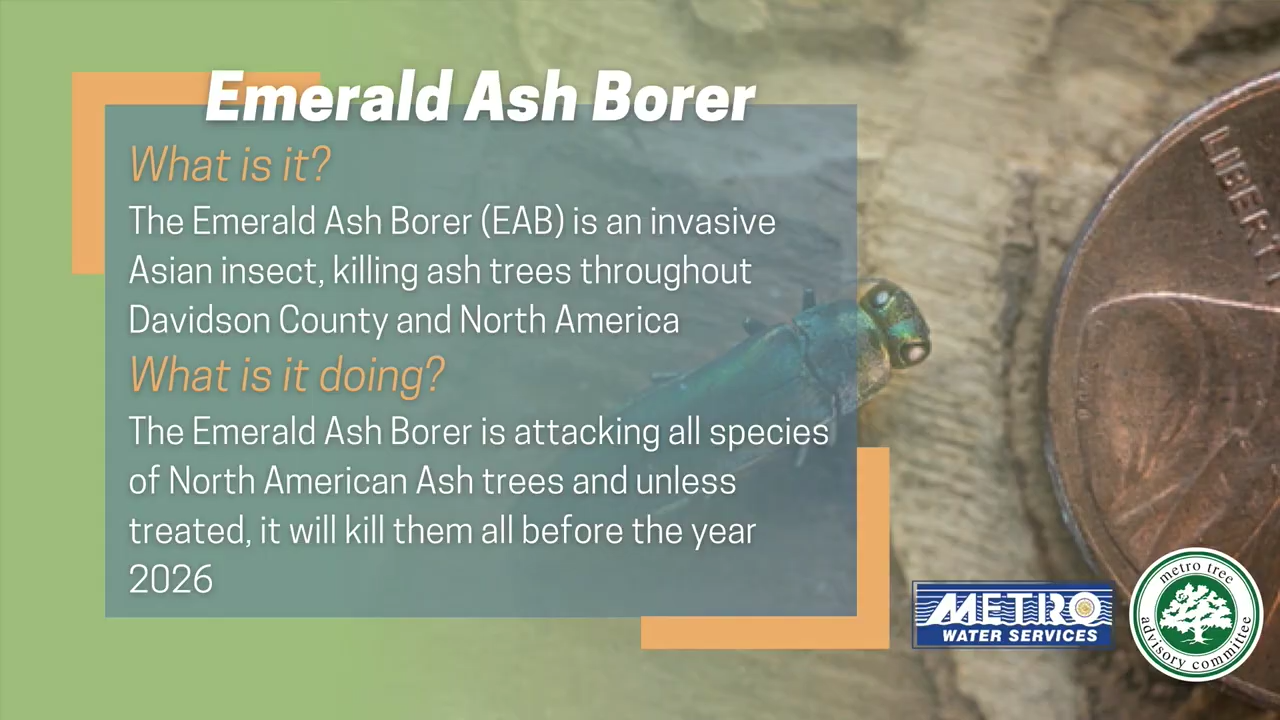 Emerald Ash Borer
What is it?
The Emerald Ash Borer (EAB) is an invasive
Asian insect, killing ash trees throughout
Davidson County and North America
What is it doing?
The Emerald Ash Borer is attacking all species
of North American Ash trees and unless
treated, it will kill them all before the year
2026
LIBERT
METRO
WATER SERVICES
metro tree
advisory committee